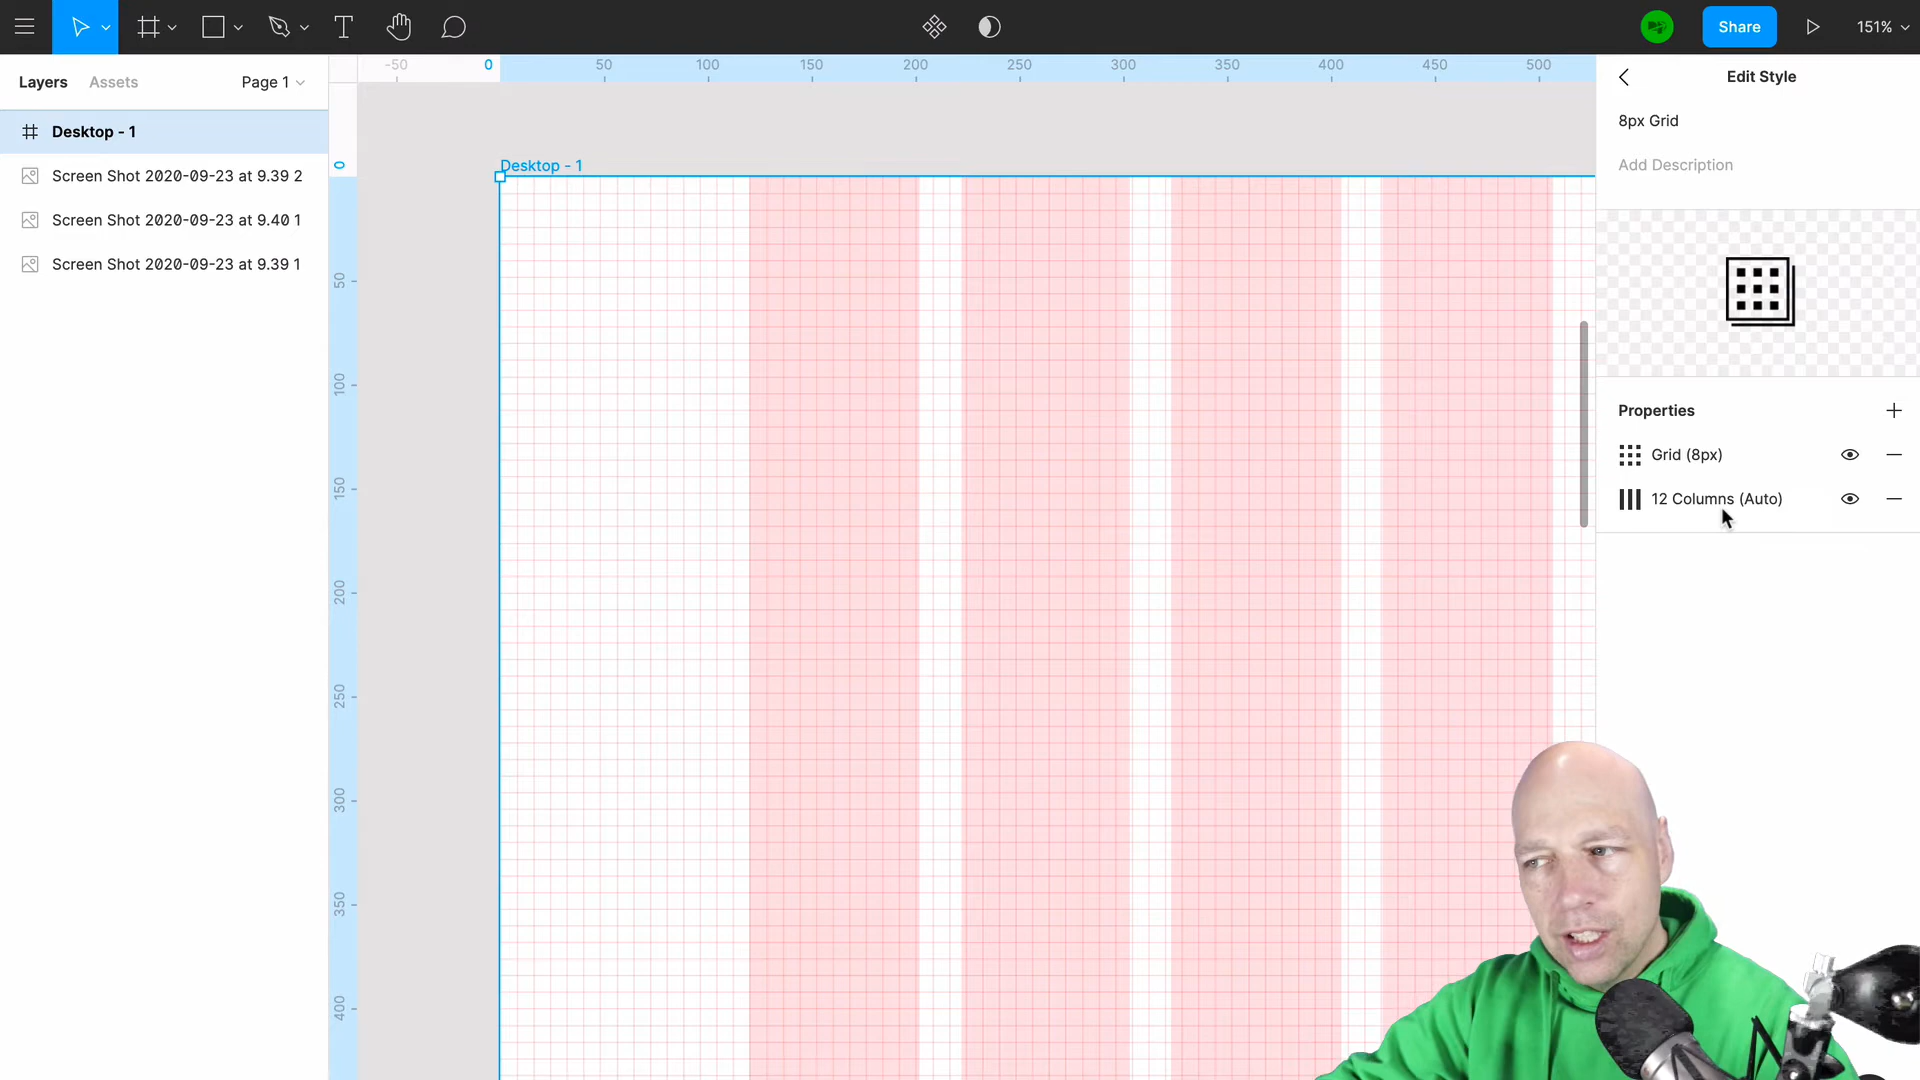 Share
151%
Layers
Assets
Page 1
-50
0
50
100
150
200
250
300
350
400
450
500
Edit Style
Desktop - 1
Screen Shot 2020-09-23 at 9.39 2
Screen Shot 2020-09-23 at 9.40 1
Screen Shot 2020-09-23 at 9.39 1
0
50
100
150
200
250
300
350
400
Desktop - 1
8px Grid
Add Description
Properties
Grid (8px)
12 Columns (Auto)